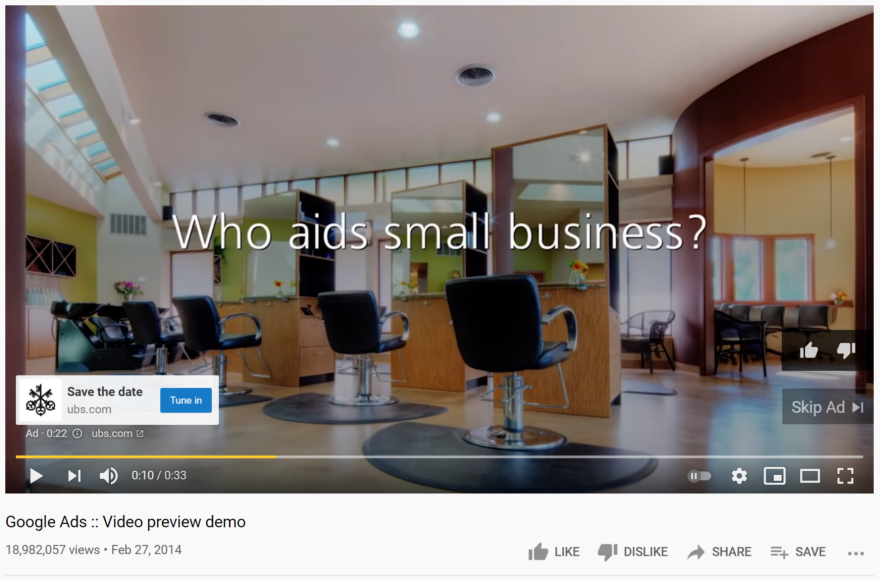 Who aids small business?
Save the date
ubs.com
Tune in
Skip Ad
Ad · 0:22 ubs.com
0:10 / 0:33
Google Ads :: Video preview demo
18,982,057 views • Feb 27, 2014
LIKE DISLIKE SHARE SAVE